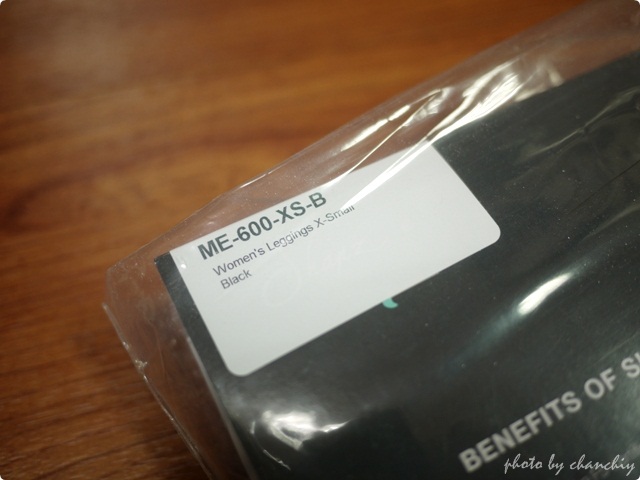 ME-600-XS-B
Women's Leggings X-Small
Black
BENEFITS OF
photo by chanchiy